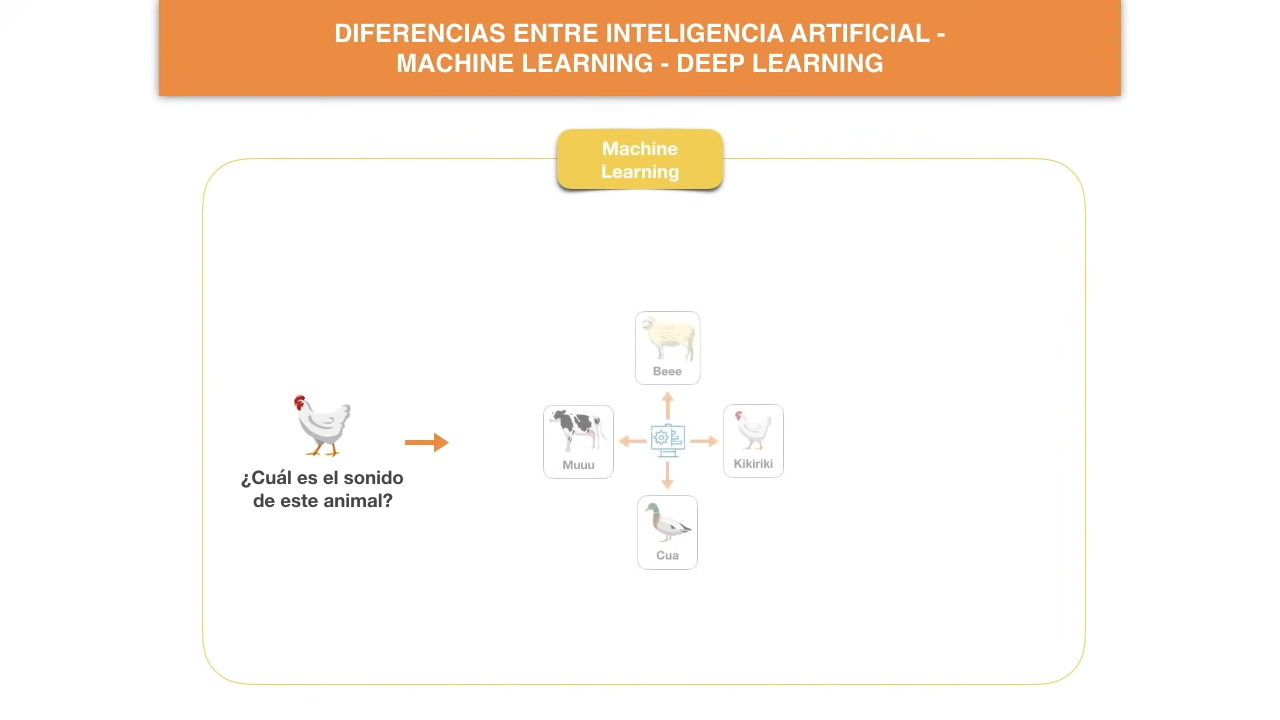 DIFERENCIAS ENTRE INTELIGENCIA ARTIFICIAL -
MACHINE LEARNING - DEEP LEARNING
Machine
Learning
Beee
¿Cuál es el sonido
de este animal?
Muuu
Kikiriki
Cua